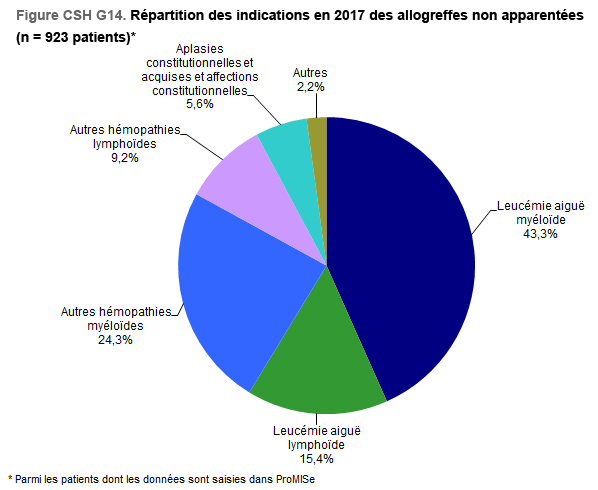 Figure CSH G14. Répartition des indications en 2017 des allogreffes non apparentées
(n = 923 patients)*
Aplasies
constitutionnelles et
acquises et affections
constitutionnelles
5,6%
Autres
2,2%
Autres hémopathies
lymphoïdes
9,2%
Leucémie aiguë
myéloïde
43,3%
Autres hémopathies
myéloïdes
24,3%
Leucémie aiguë
lymphoïde
15,4%
* Parmi les patients dont les données sont saisies dans ProMISe